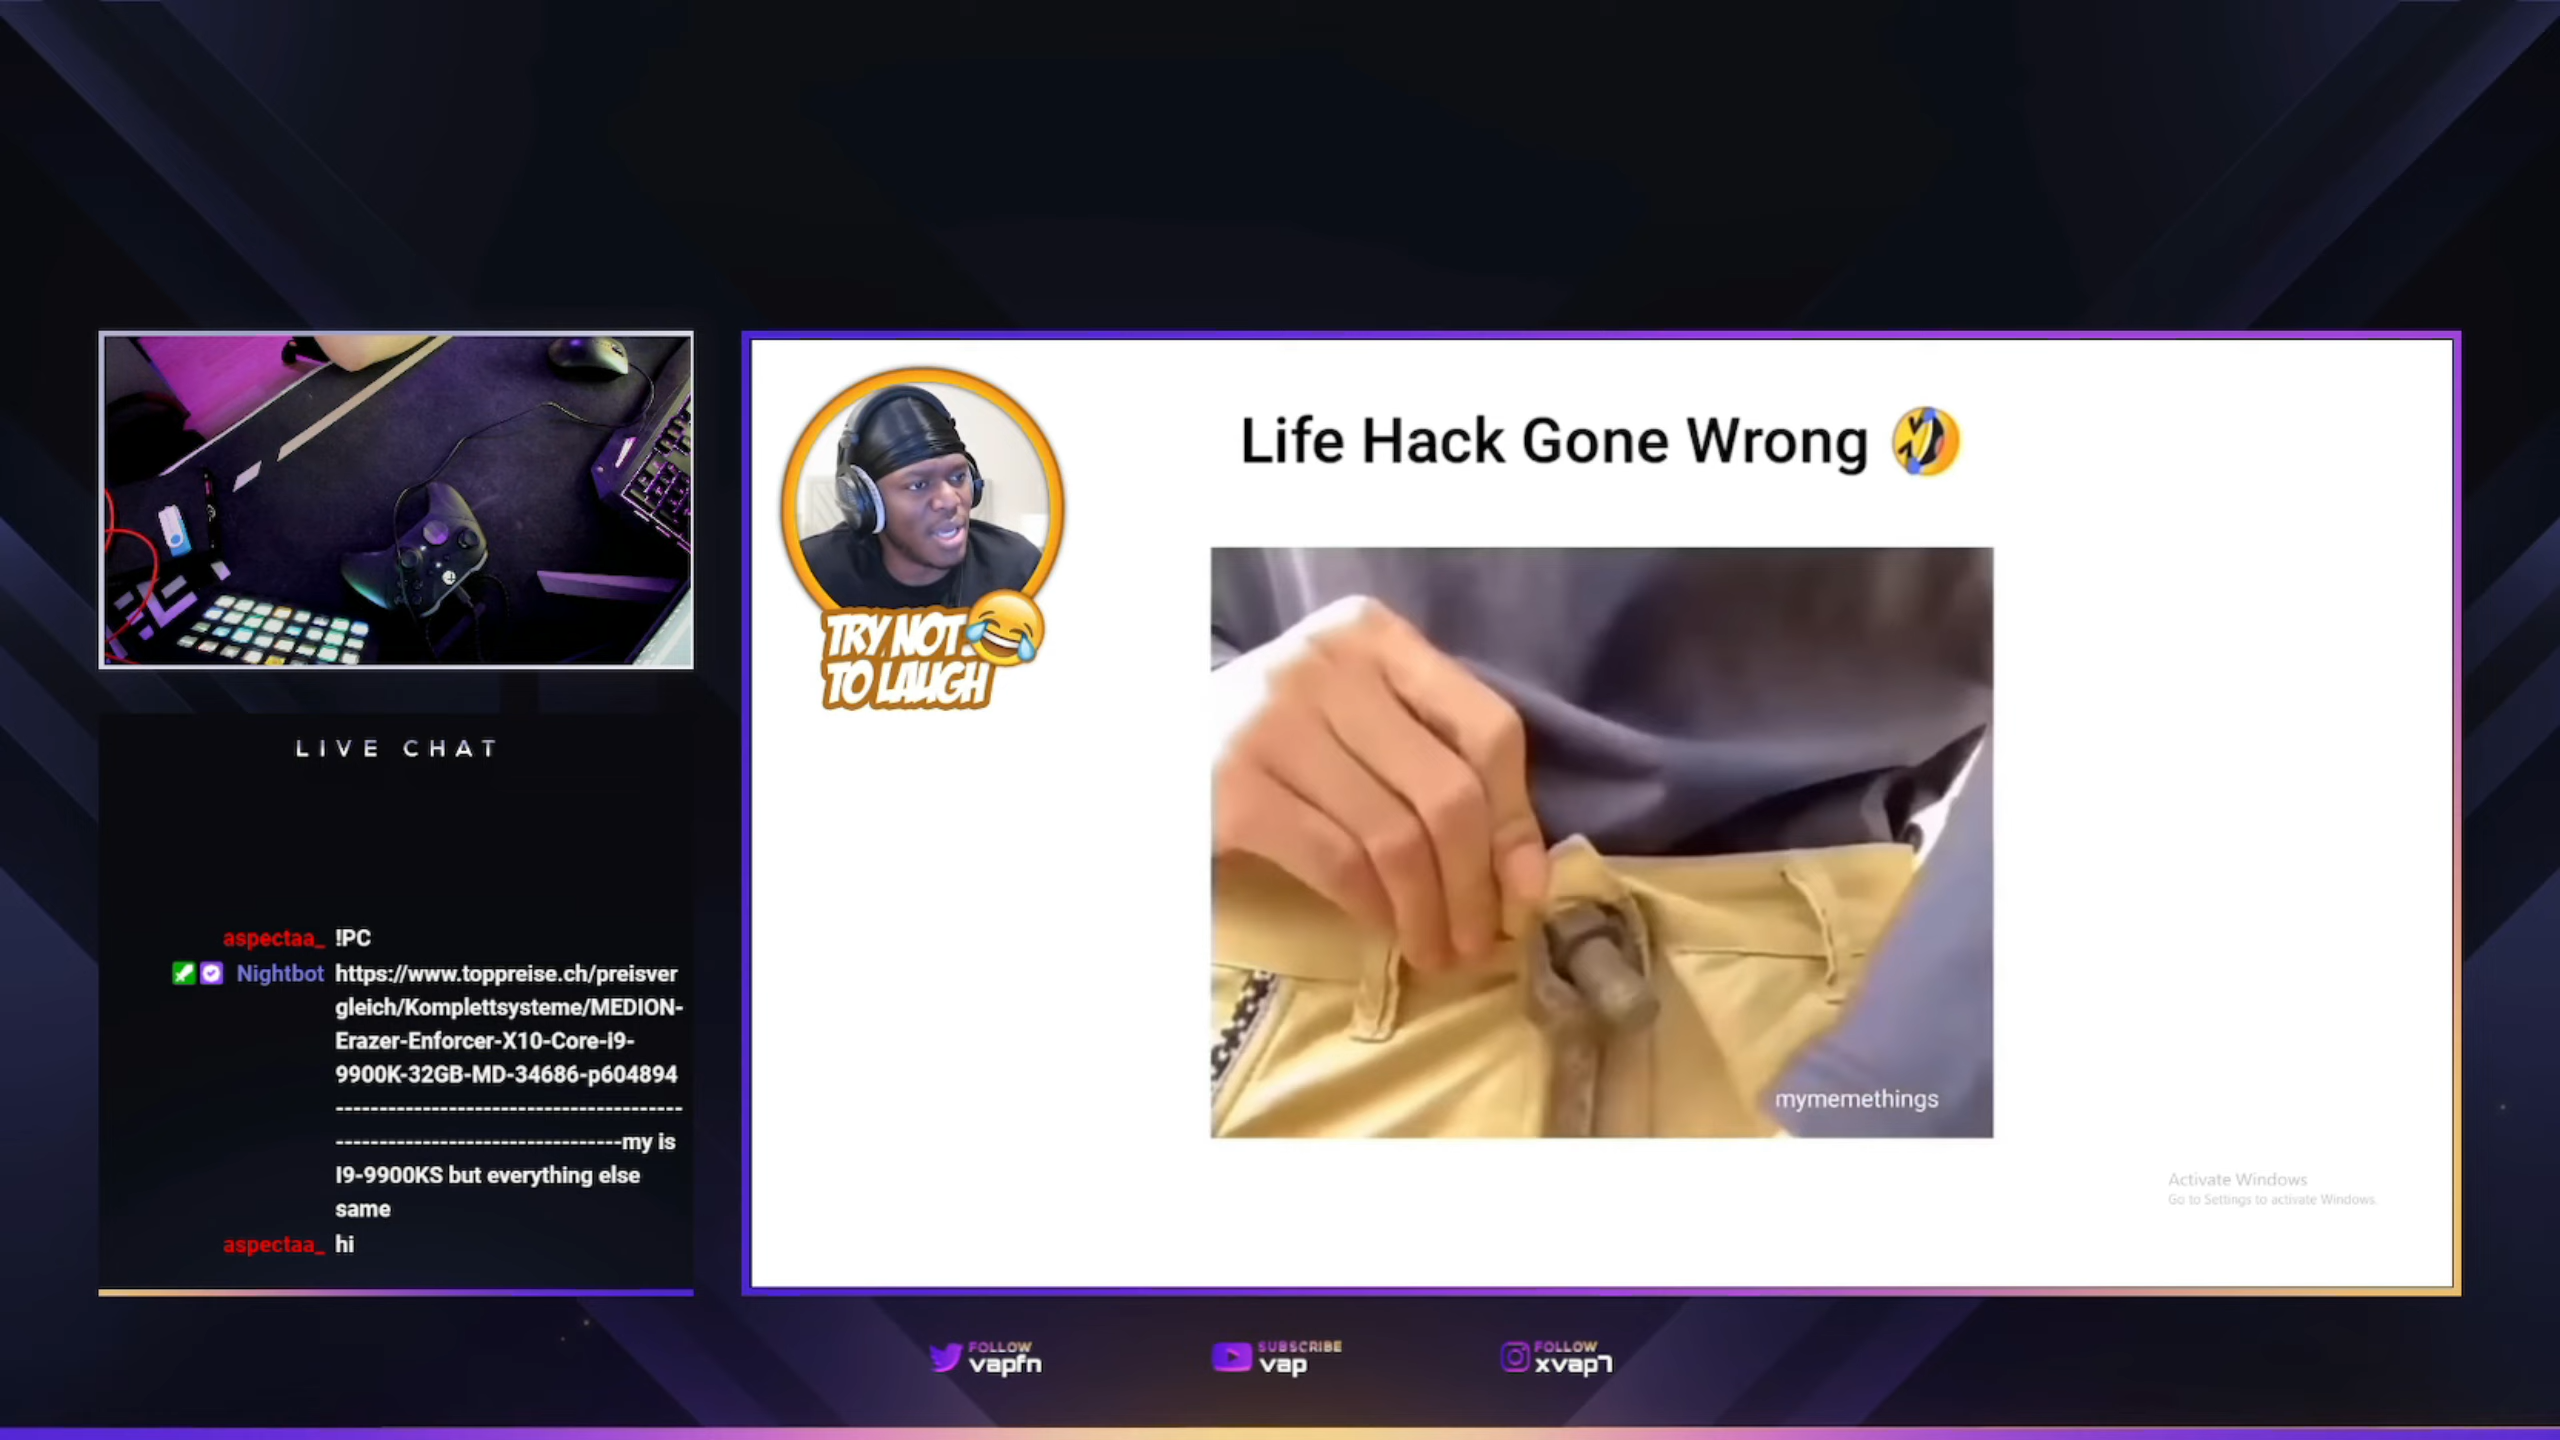 Life Hack Gone Wrong
TRY NOT
TO LAUGH
mymemethings
Activate Windows
Go to Settings to activate Windows.
LIVE CHAT
aspectaa_ !PC
Nightbot https://www.toppreise.ch/preisver
gleich/Komplettsysteme/MEDION-
Erazer-Enforcer-X10-Core-i9-
9900K-32GB-MD-34686-p604894
----------------------------------------
---------------------------------my is
I9-9900KS but everything else
same
aspectaa_ hi
FOLLOW
vapfn
SUBSCRIBE
vap
FOLLOW
xvap7